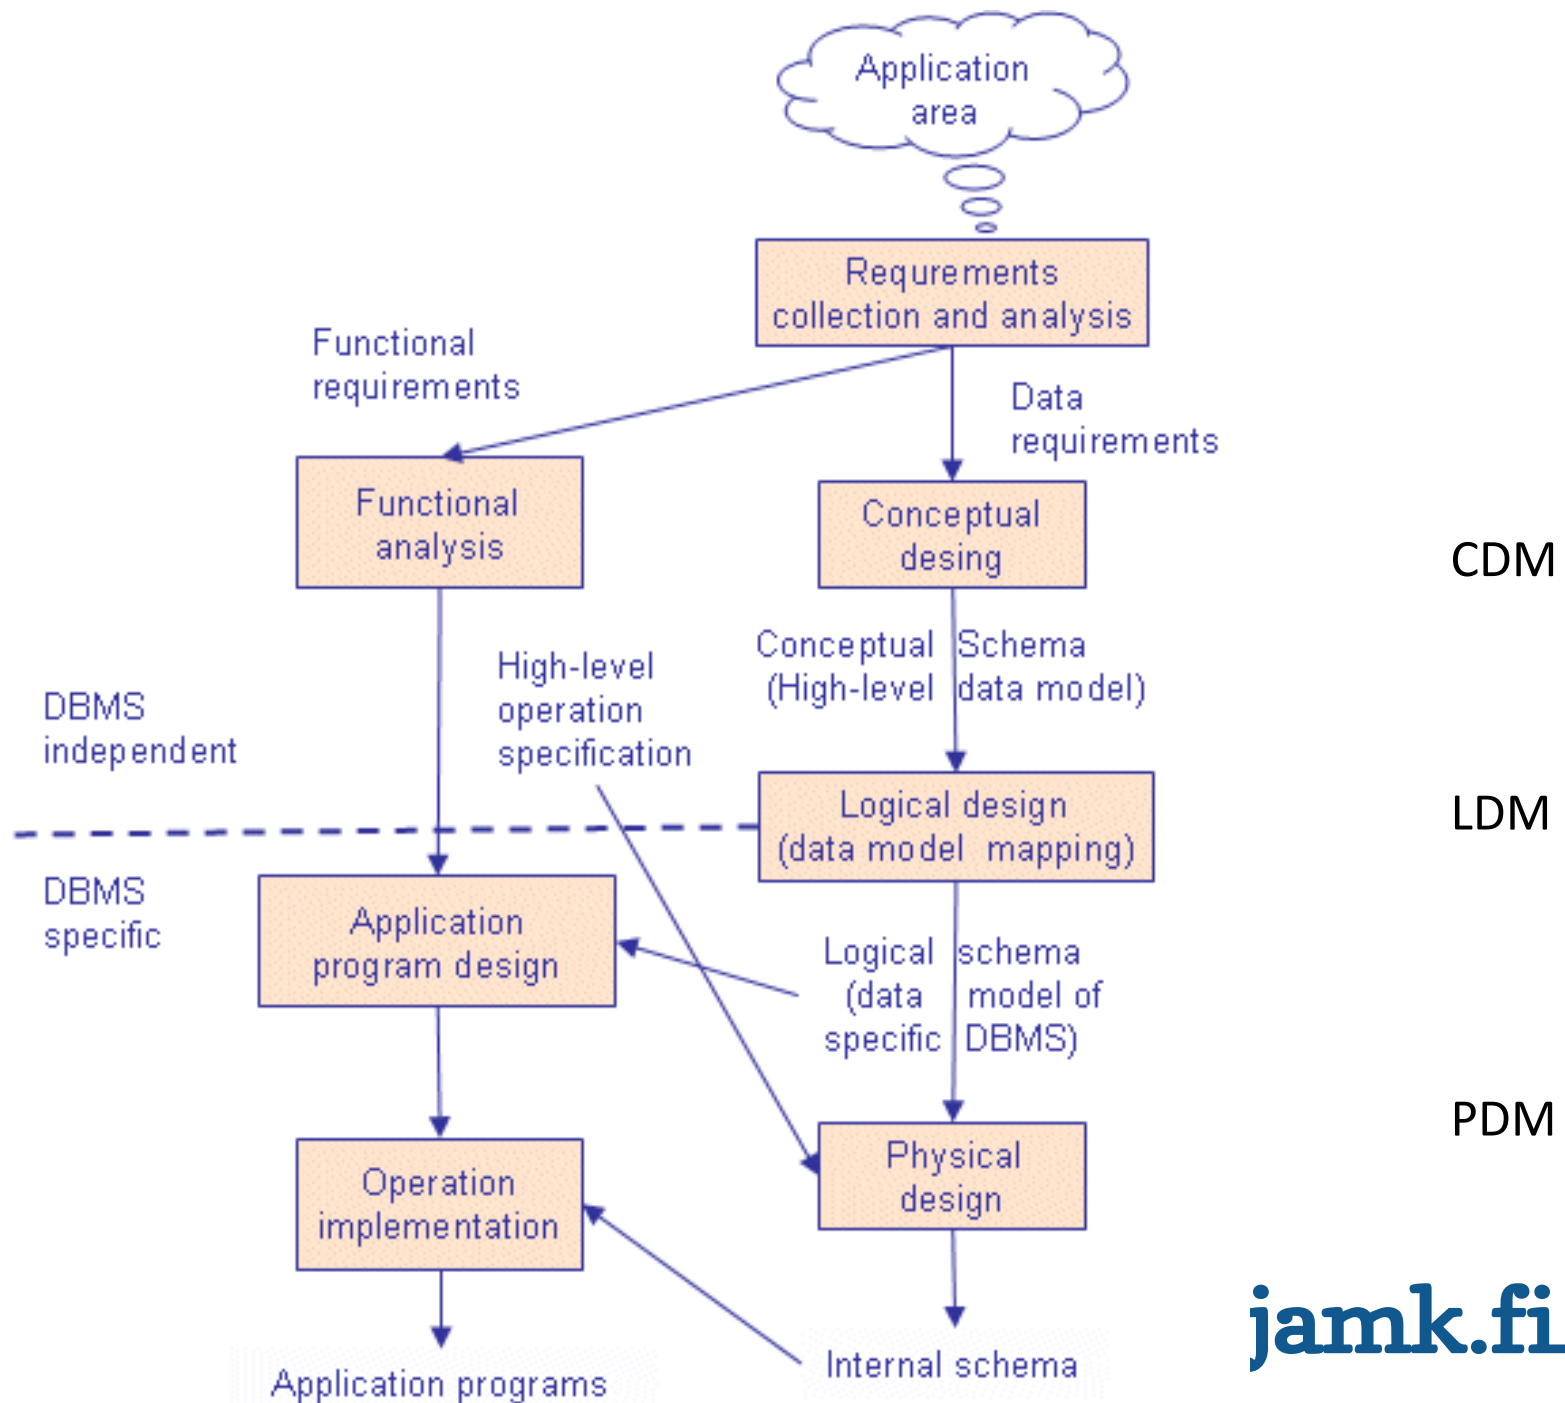 Application
area
Requrements
collection and analysis
Functional
requirements
Data
requirements
Functional
analysis
Conceptual
desing
CDM
Conceptual Schema
(High-level data model)
High-level
operation
specification
DBMS
independent
Logical design
(data model mapping)
LDM
DBMS
specific
Application
program design
Logical schema
(data model of
specific DBMS)
PDM
Physical
design
Operation
implementation
Internal schema
Application programs
jamk.fi